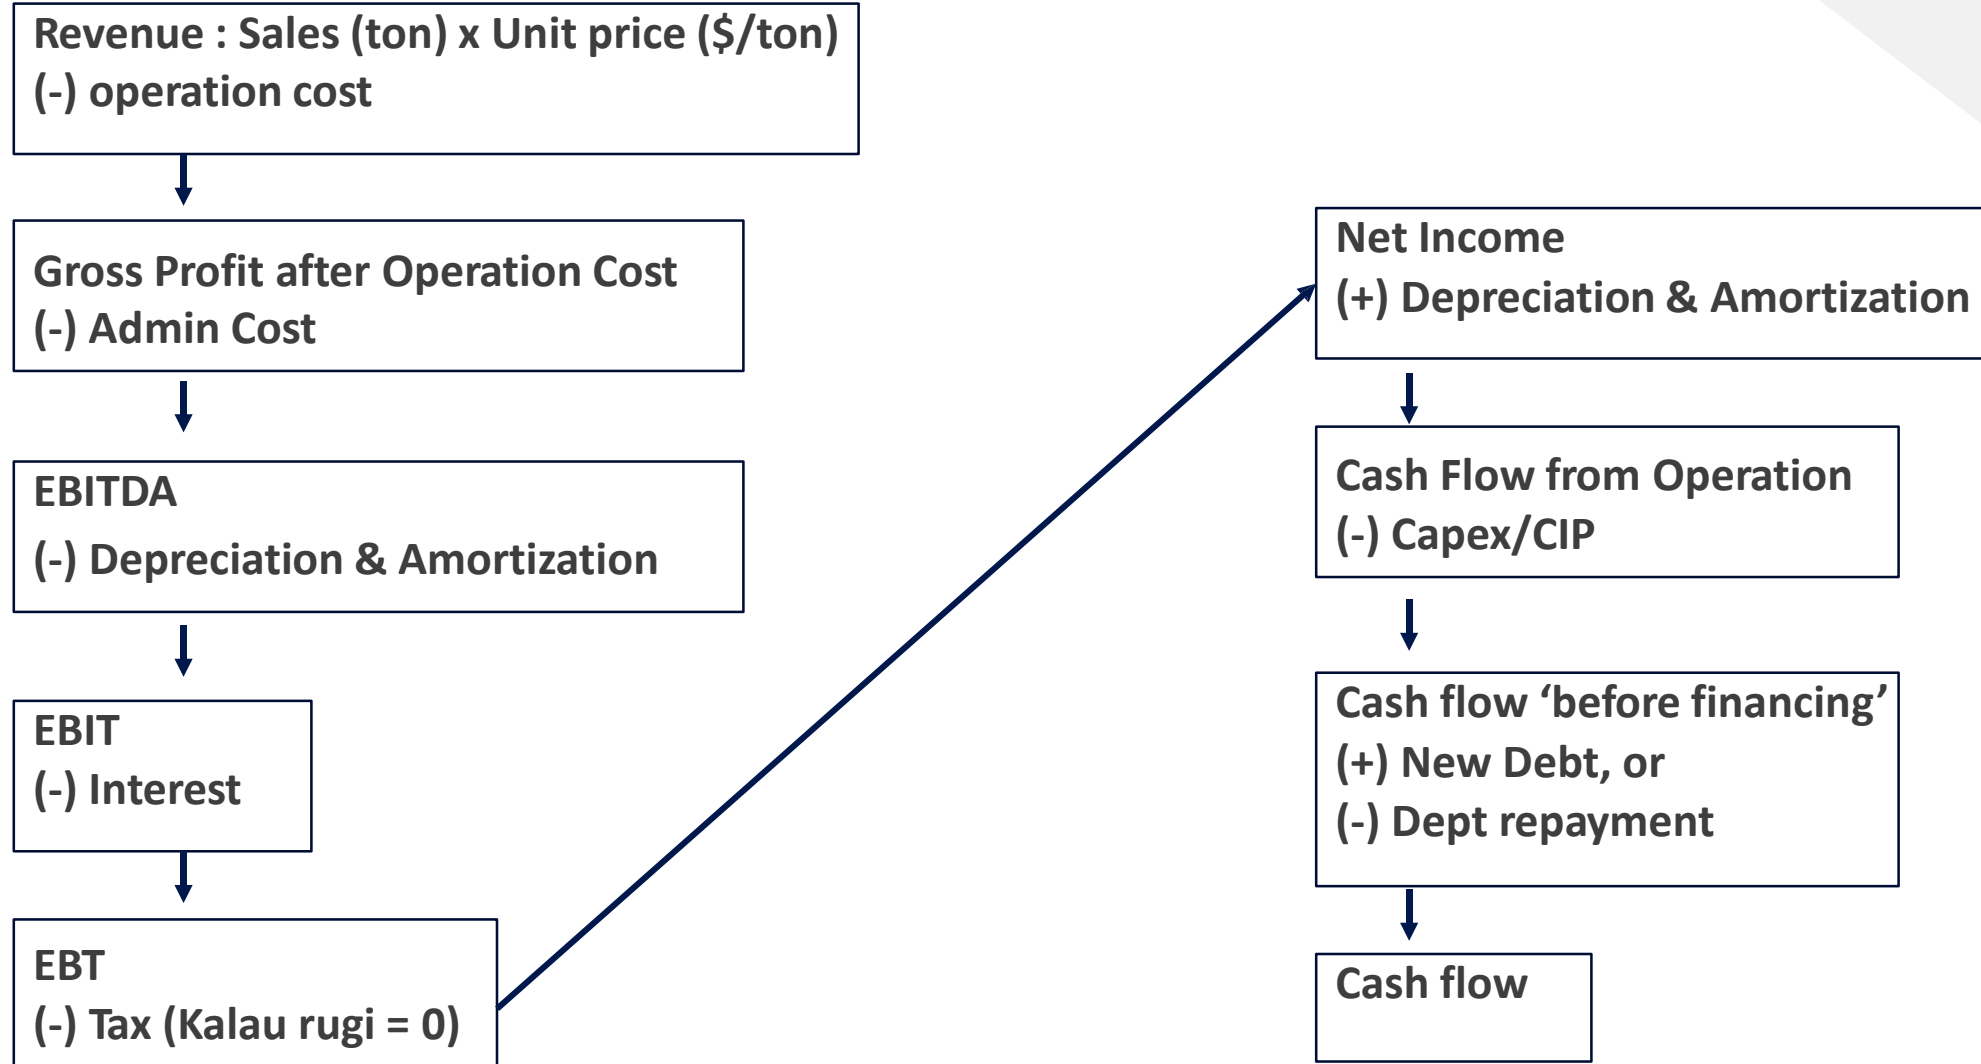 Revenue : Sales (ton) x Unit price ($/ton)
(-) operation cost
Gross Profit after Operation Cost
(-) Admin Cost
EBITDA
(-) Depreciation & Amortization
EBIT
(-) Interest
EBT
(-) Tax (Kalau rugi = 0)
Net Income
(+) Depreciation & Amortization
Cash Flow from Operation
(-) Capex/CIP
Cash flow ‘before financing’
(+) New Debt, or
(-) Dept repayment
Cash flow